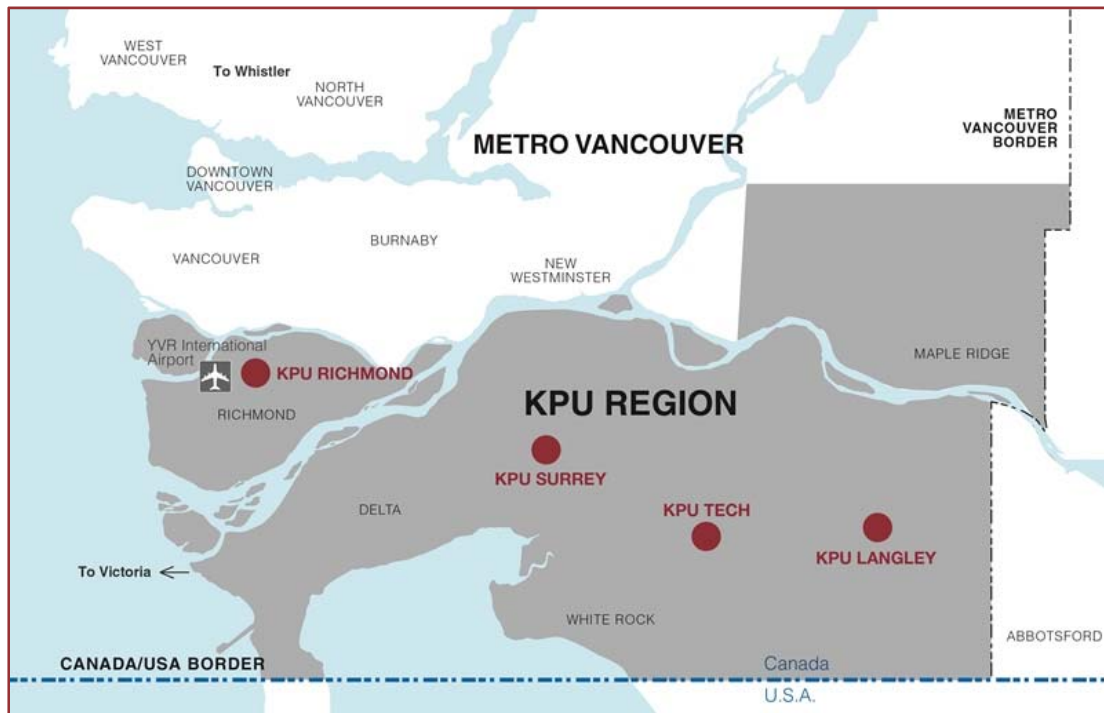 WEST
VANCOUVER
To Whistler
NORTH
VANCOUVER
METRO VANCOUVER
METRO
VANCOUVER
BORDER
DOWNTOWN
VANCOUVER
BURNABY
VANCOUVER
NEW
WESTMINSTER
YVR International
Airport
KPU RICHMOND
MAPLE RIDGE
RICHMOND
KPU REGION
KPU SURREY
DELTA
KPU TECH
KPU LANGLEY
To Victoria
WHITE ROCK
ABBOTSFORD
CANADA/USA BORDER
Canada
U.S.A.